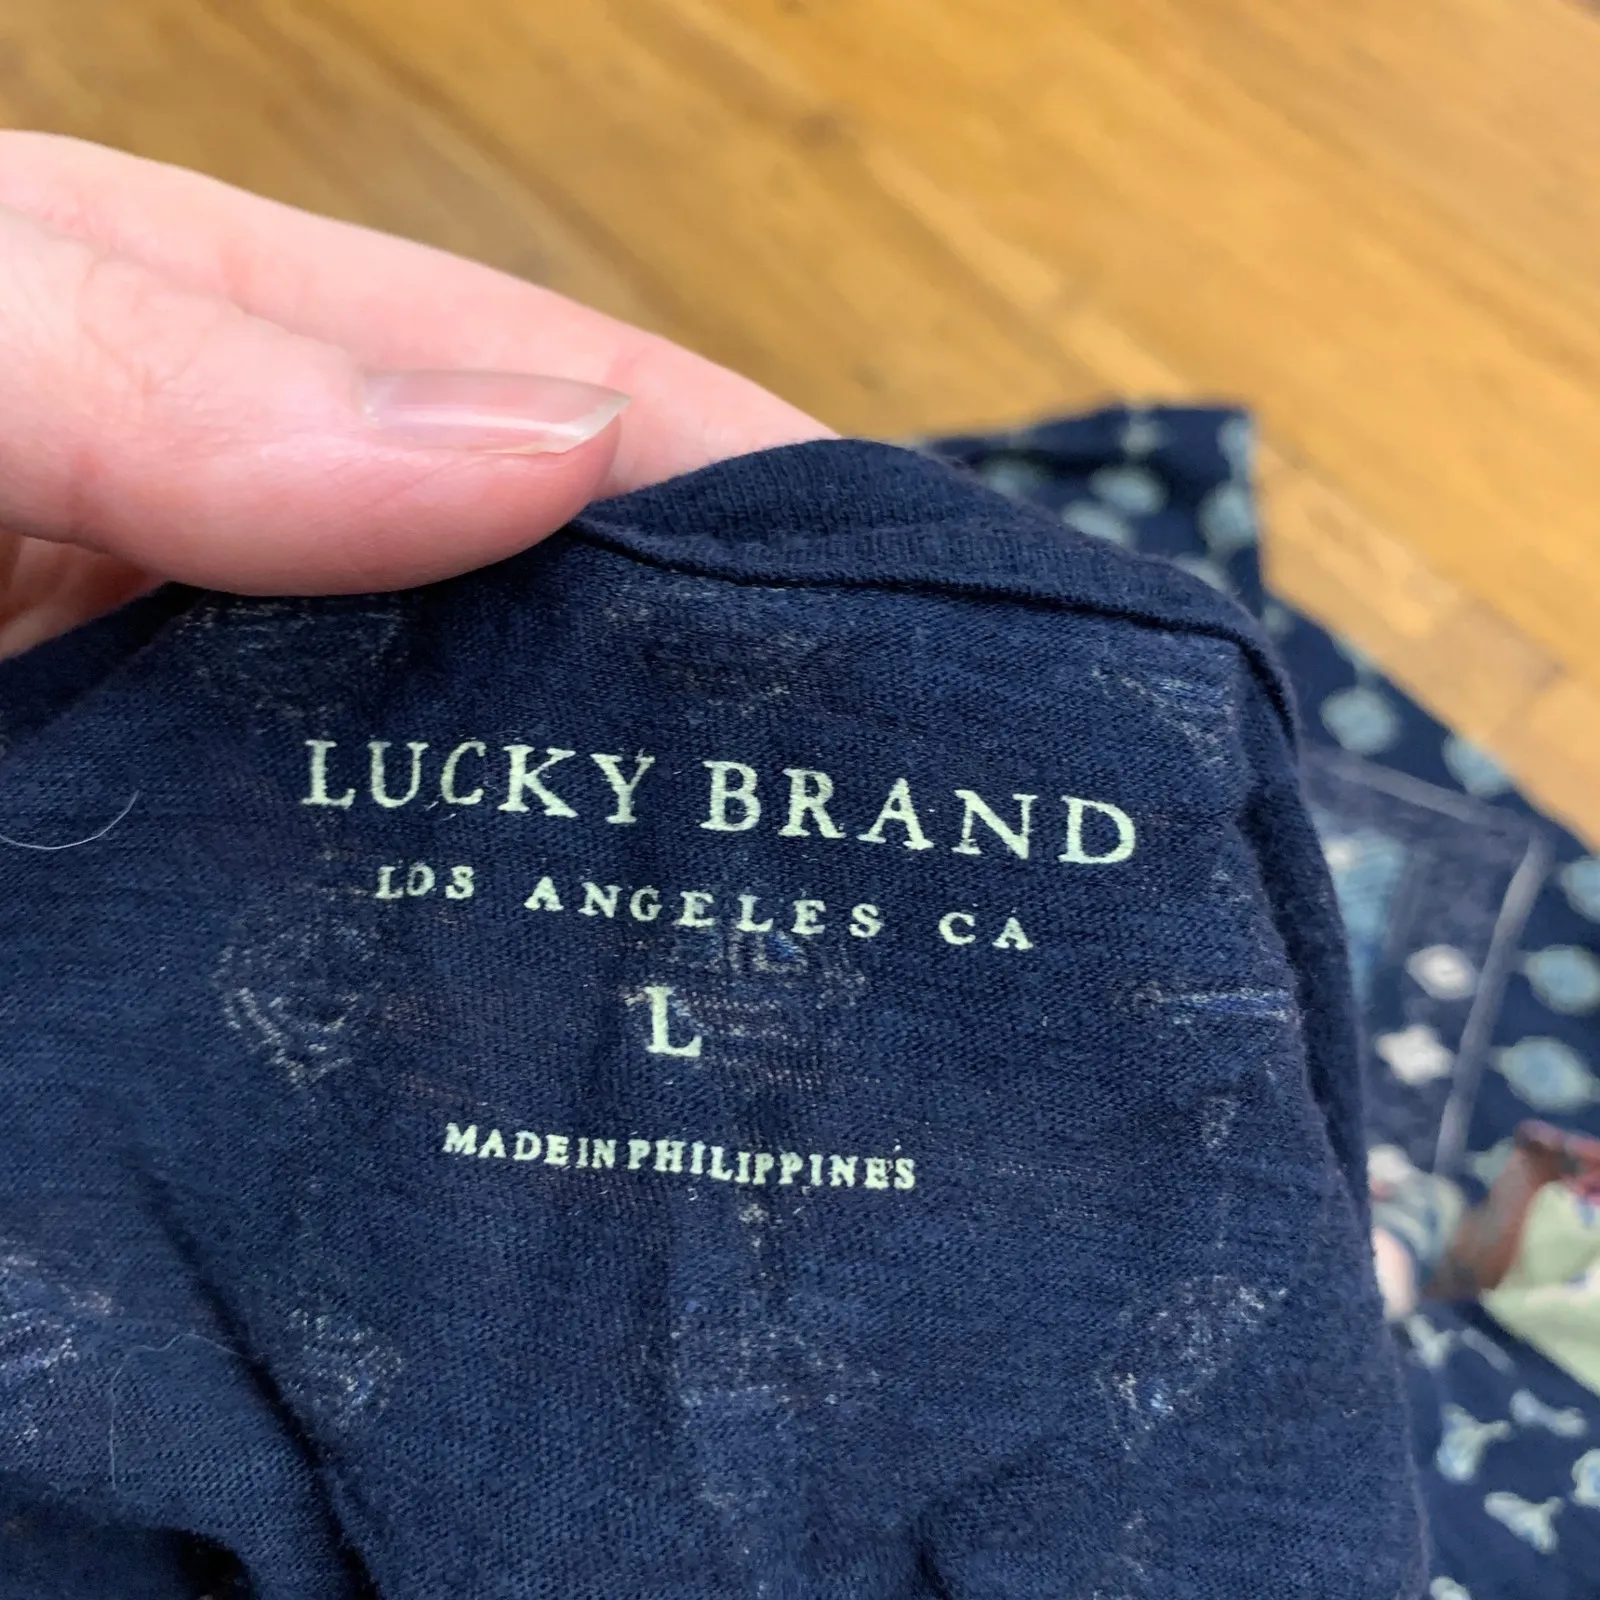 LUCKY BRAND
LOS ANGELES CA
L
MADE IN PHILIPPINES